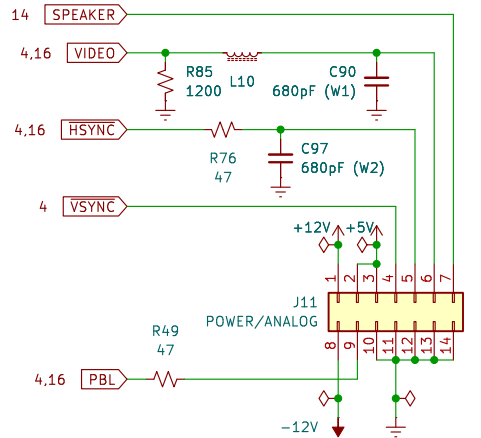 14 SPEAKER
4,16 VIDEO
R85
1200
L10
C90
680pF (W1)
4,16 HSYNC
R76
47
C97
680pF (W2)
4 VSYNC
+12V +5V
1 2 3 4 5 6 7
J11
POWER/ANALOG
8 9 10 11 12 13 14
R49
47
4,16 PBL
-12V